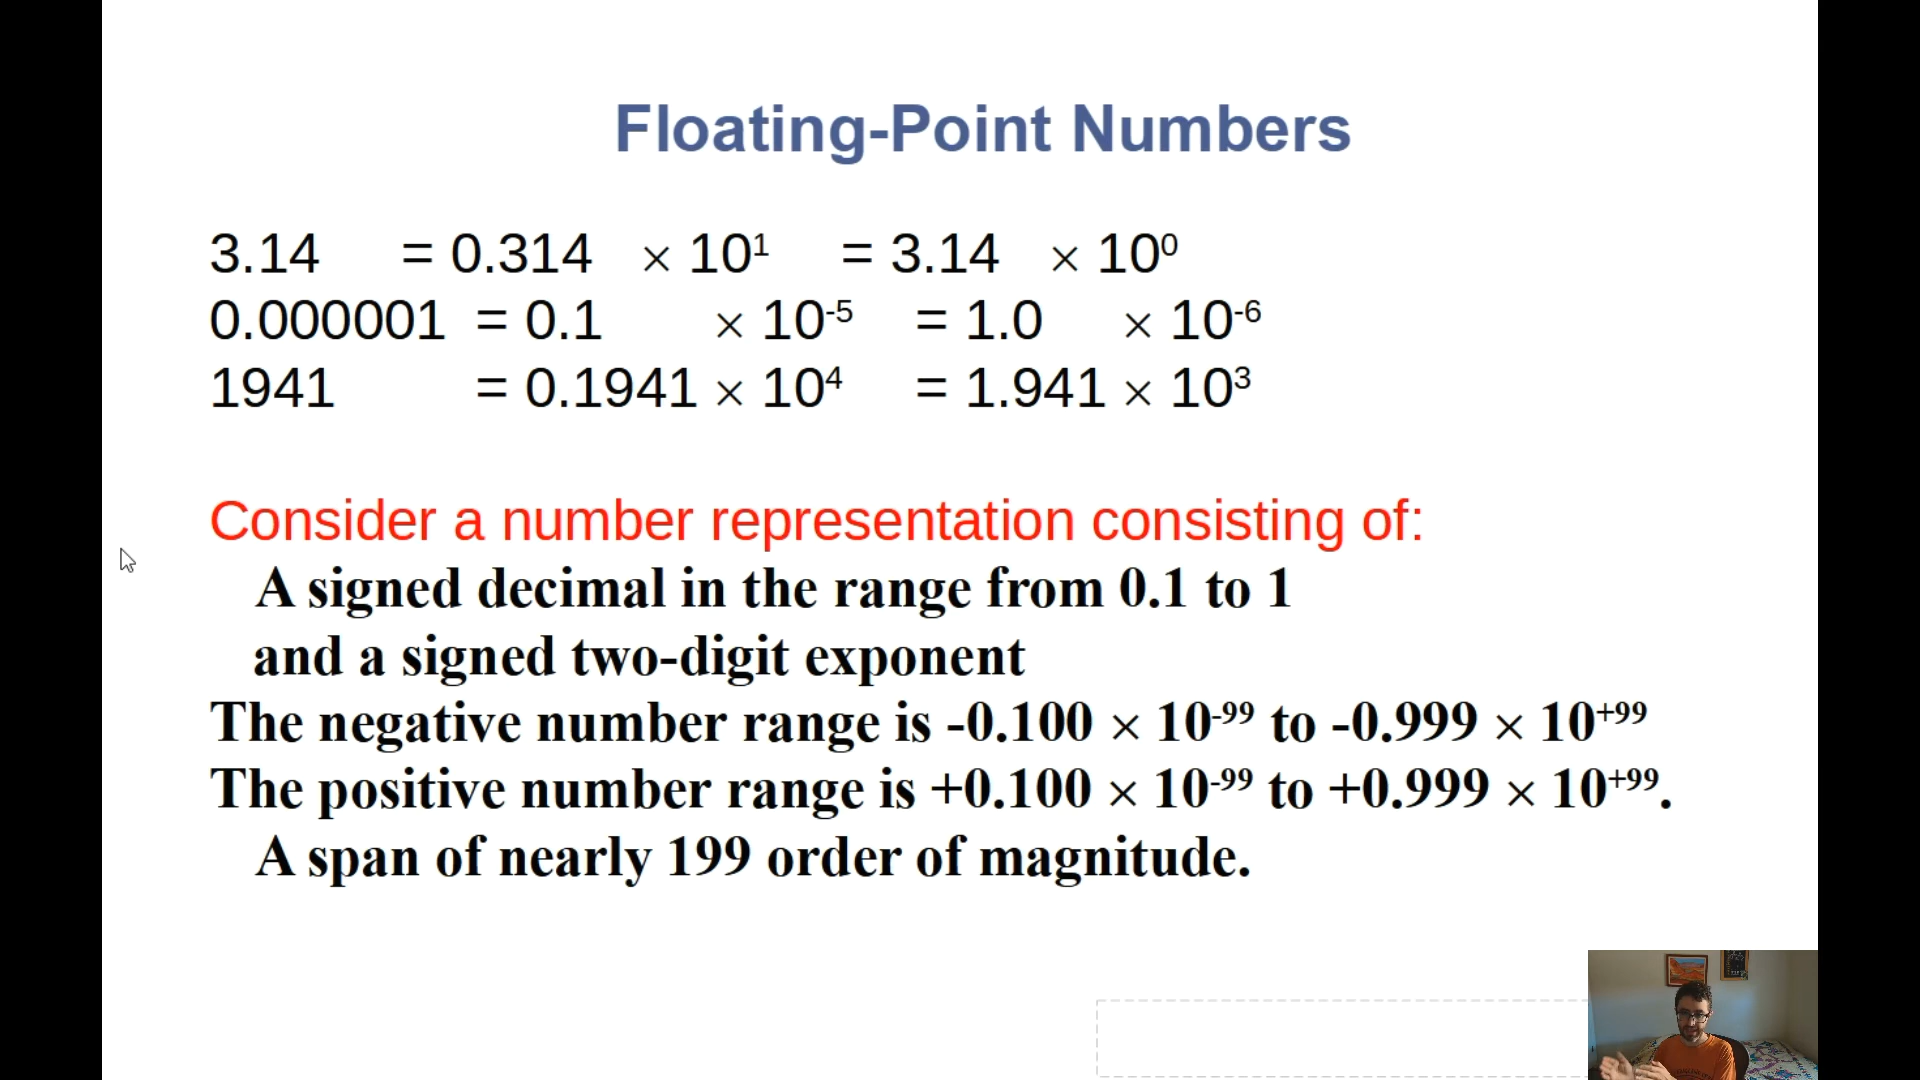 Floating-Point Numbers
3.14 = 0.314 × 10¹ = 3.14 × 10⁰
0.000001 = 0.1 × 10⁻⁵ = 1.0 × 10⁻⁶
1941 = 0.1941 × 10⁴ = 1.941 × 10³
Consider a number representation consisting of:
A signed decimal in the range from 0.1 to 1
and a signed two-digit exponent
The negative number range is -0.100 × 10⁻⁹⁹ to -0.999 × 10⁺⁹⁹
The positive number range is +0.100 × 10⁻⁹⁹ to +0.999 × 10⁺⁹⁹.
A span of nearly 199 order of magnitude.